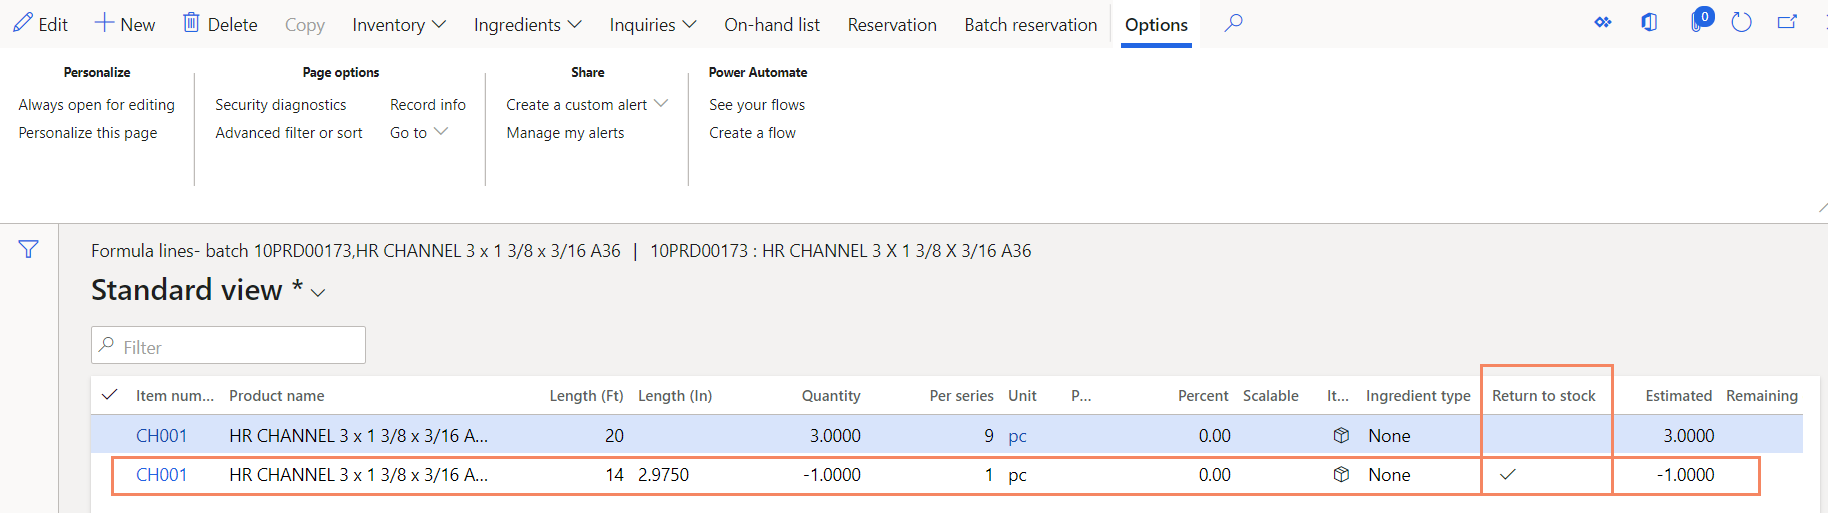 Edit New Delete Copy Inventory Ingredients Inquiries On-hand list Reservation Batch reservation Options 0
Personalize Page options Share Power Automate
Always open for editing Security diagnostics Record info Create a custom alert See your flows
Personalize this page Advanced filter or sort Go to Manage my alerts Create a flow
Formula lines- batch 10PRD00173,HR CHANNEL 3 x 1 3/8 x 3/16 A36 | 10PRD00173 : HR CHANNEL 3 X 1 3/8 X 3/16 A36
Standard view *
Filter
Item num... Product name Length (Ft) Length (In) Quantity Per series Unit P... Percent Scalable It... Ingredient type Return to stock Estimated Remaining
CH001 HR CHANNEL 3 x 1 3/8 x 3/16 A... 20 3.0000 9 pc 0.00 None 3.0000
CH001 HR CHANNEL 3 x 1 3/8 x 3/16 A... 14 2.9750 -1.0000 1 pc 0.00 None -1.0000